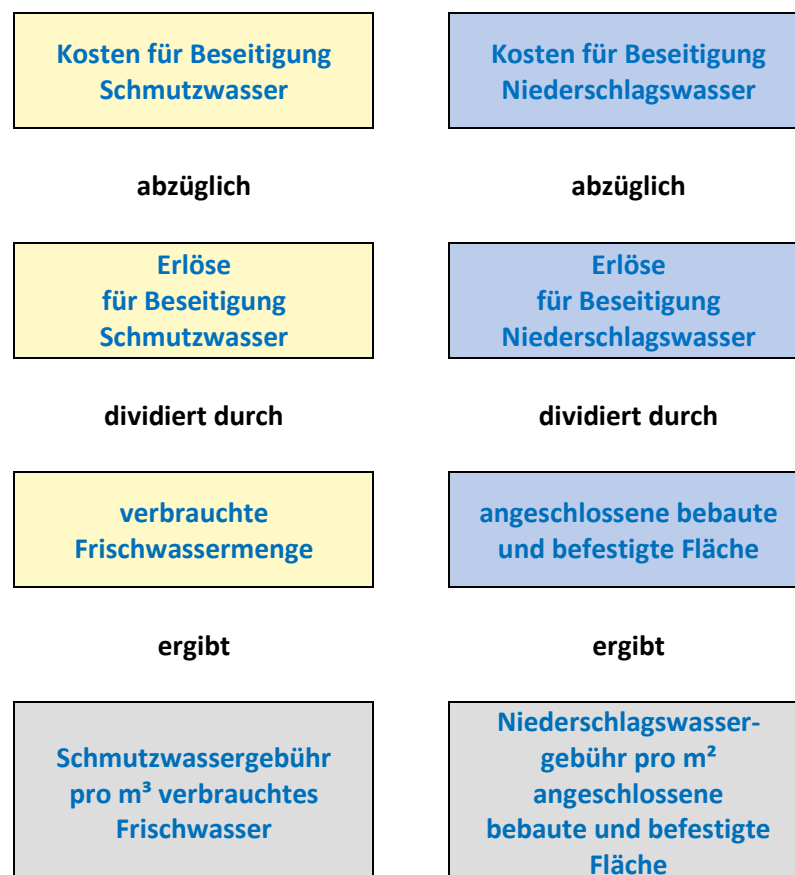 Kosten für Beseitigung
Schmutzwasser
abzüglich
Erlöse
für Beseitigung
Schmutzwasser
dividiert durch
verbrauchte
Frischwassermenge
ergibt
Schmutzwassergebühr
pro m³ verbrauchtes
Frischwasser
Kosten für Beseitigung
Niederschlagswasser
abzüglich
Erlöse
für Beseitigung
Niederschlagswasser
dividiert durch
angeschlossene bebaute
und befestigte Fläche
ergibt
Niederschlagswasser-
gebühr pro m²
angeschlossene
bebaute und befestigte
Fläche